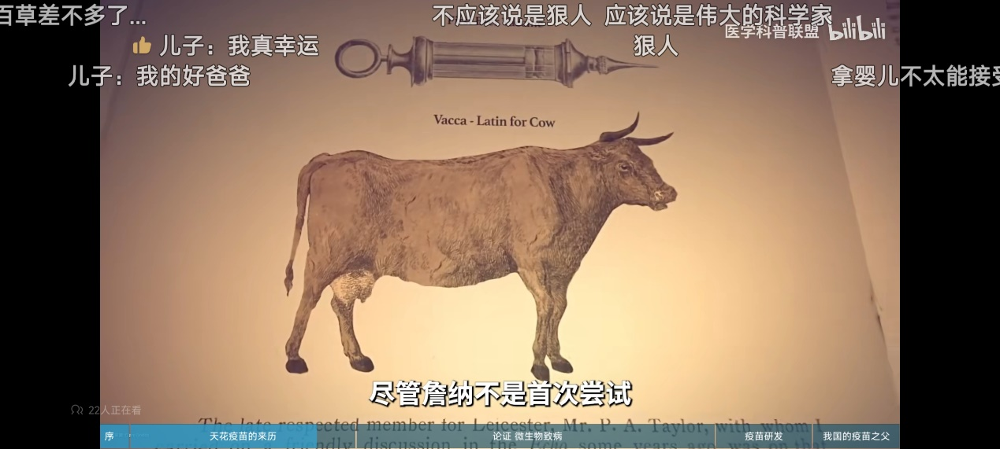 百草差不多了...
不应该说是狠人 应该说是伟大的科学家
医学科普联盟 bilibili
👍 儿子：我真幸运
狠人
儿子：我的好爸爸
拿婴儿不太能接受
Vacca - Latin for Cow
尽管詹纳不是首次尝试
22人正在看
The late respected member for Leicester, Mr. P. A. Taylor, with whom I
friendly discussion in the Echo some years ago was
序 天花疫苗的来历 论证 微生物致病 疫苗研发 我国的疫苗之父